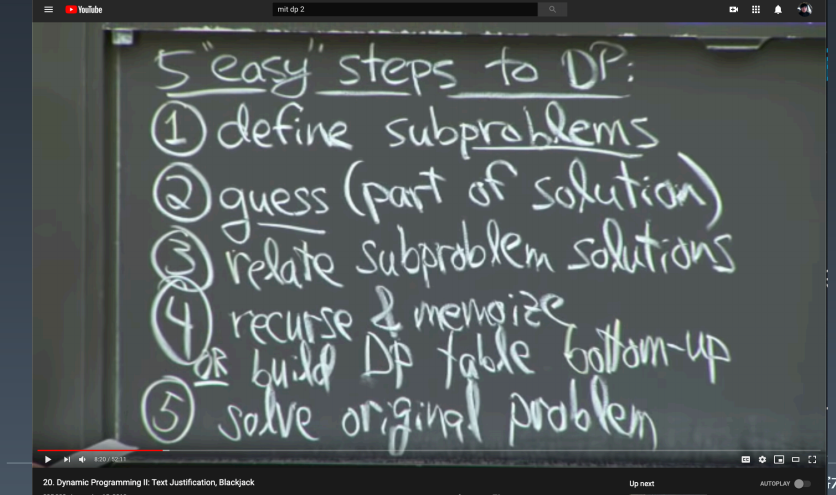 YouTube
mit dp 2
5 "easy" steps to DP:
① define subproblems
② guess (part of solution)
③ relate subproblem solutions
④ recurse & memoize
OR build DP table bottom-up
⑤ solve original problem
8:20 / 52:11
20. Dynamic Programming II: Text Justification, Blackjack
Up next
AUTOPLAY